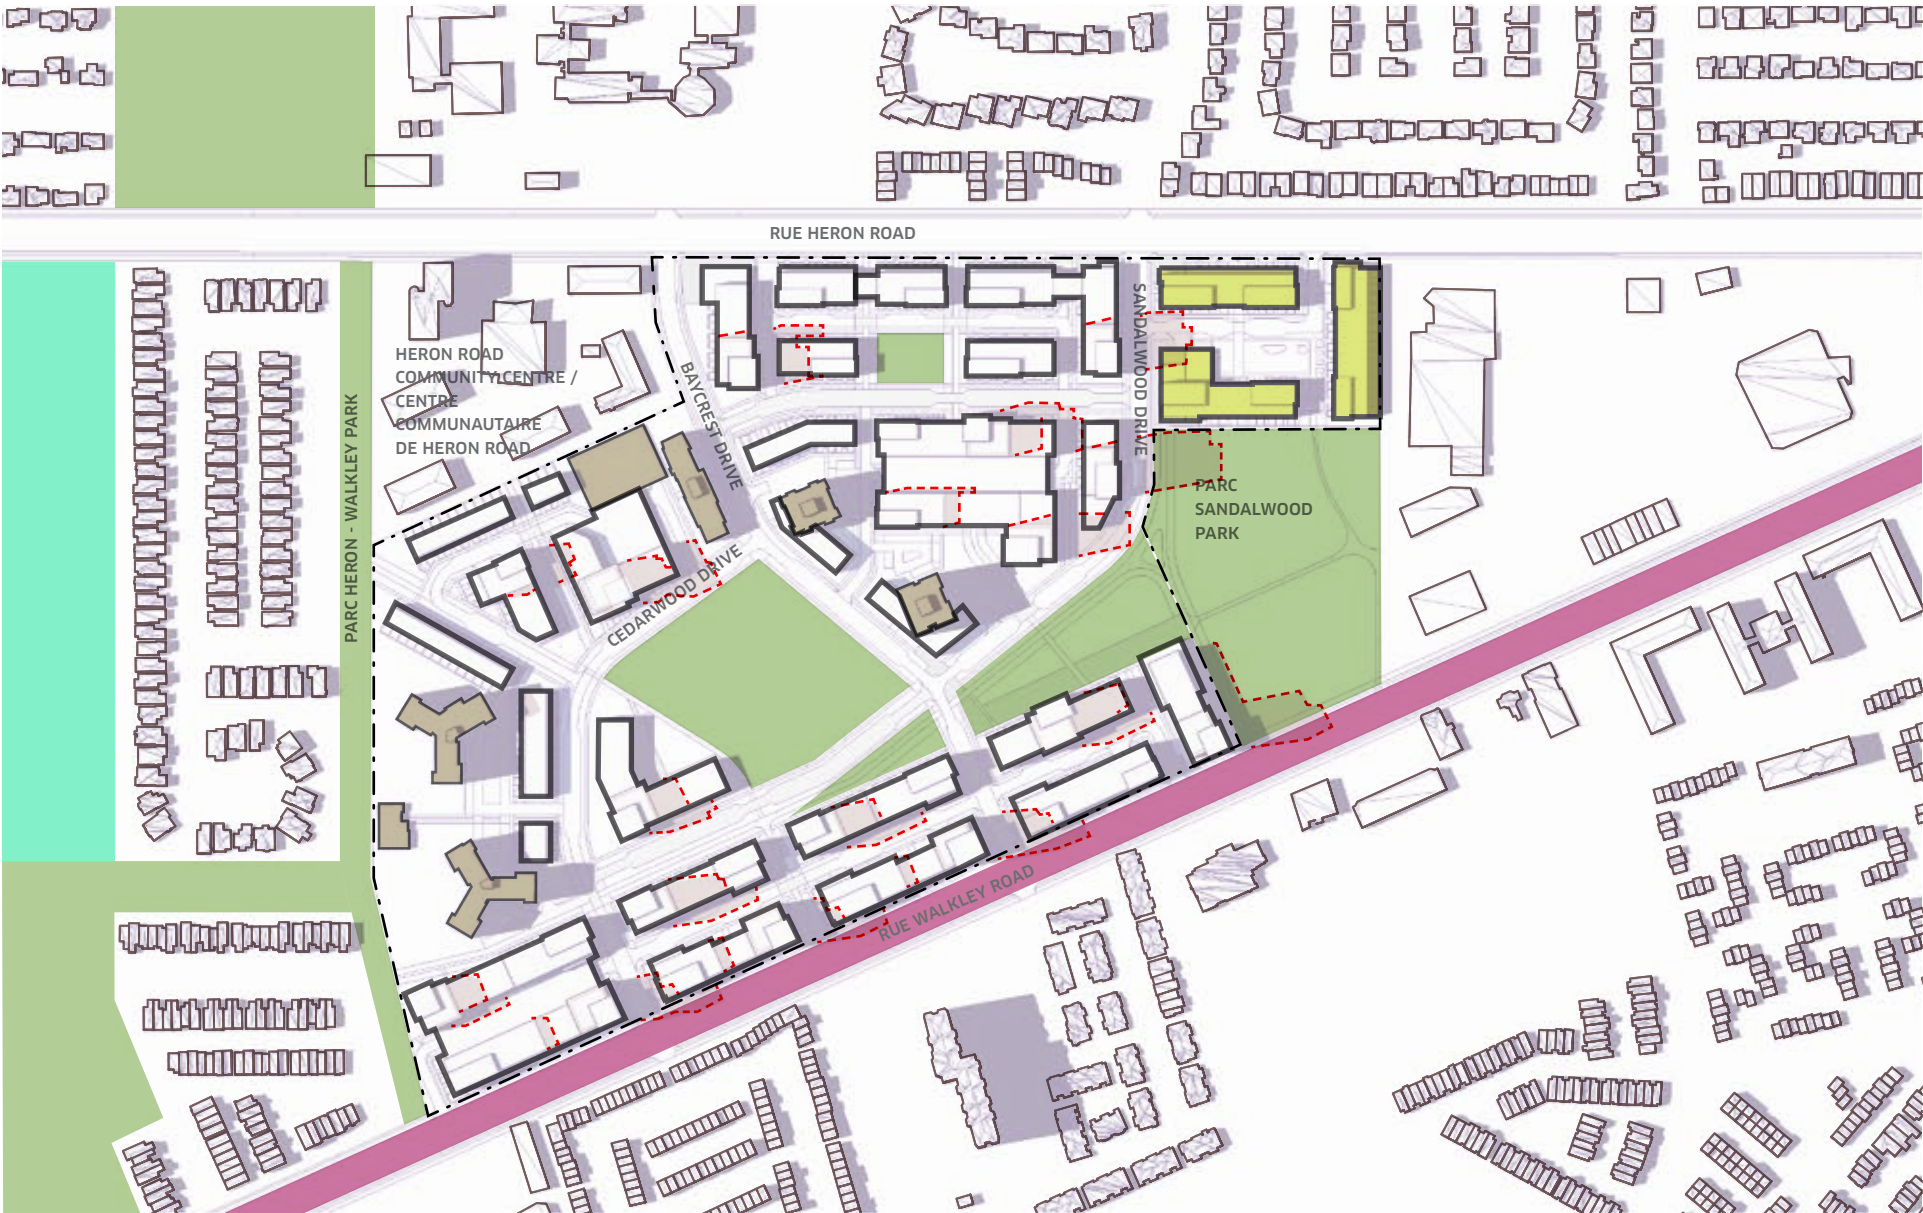 RUE HERON ROAD
HERON ROAD
COMMUNITY CENTRE /
CENTRE
COMMUNAUTAIRE
DE HERON ROAD
PARC HERON - WALKLEY PARK
BAYCREST DRIVE
SANDALWOOD DRIVE
PARC
SANDALWOOD
PARK
CEDARWOOD DRIVE
RUE WALKLEY ROAD